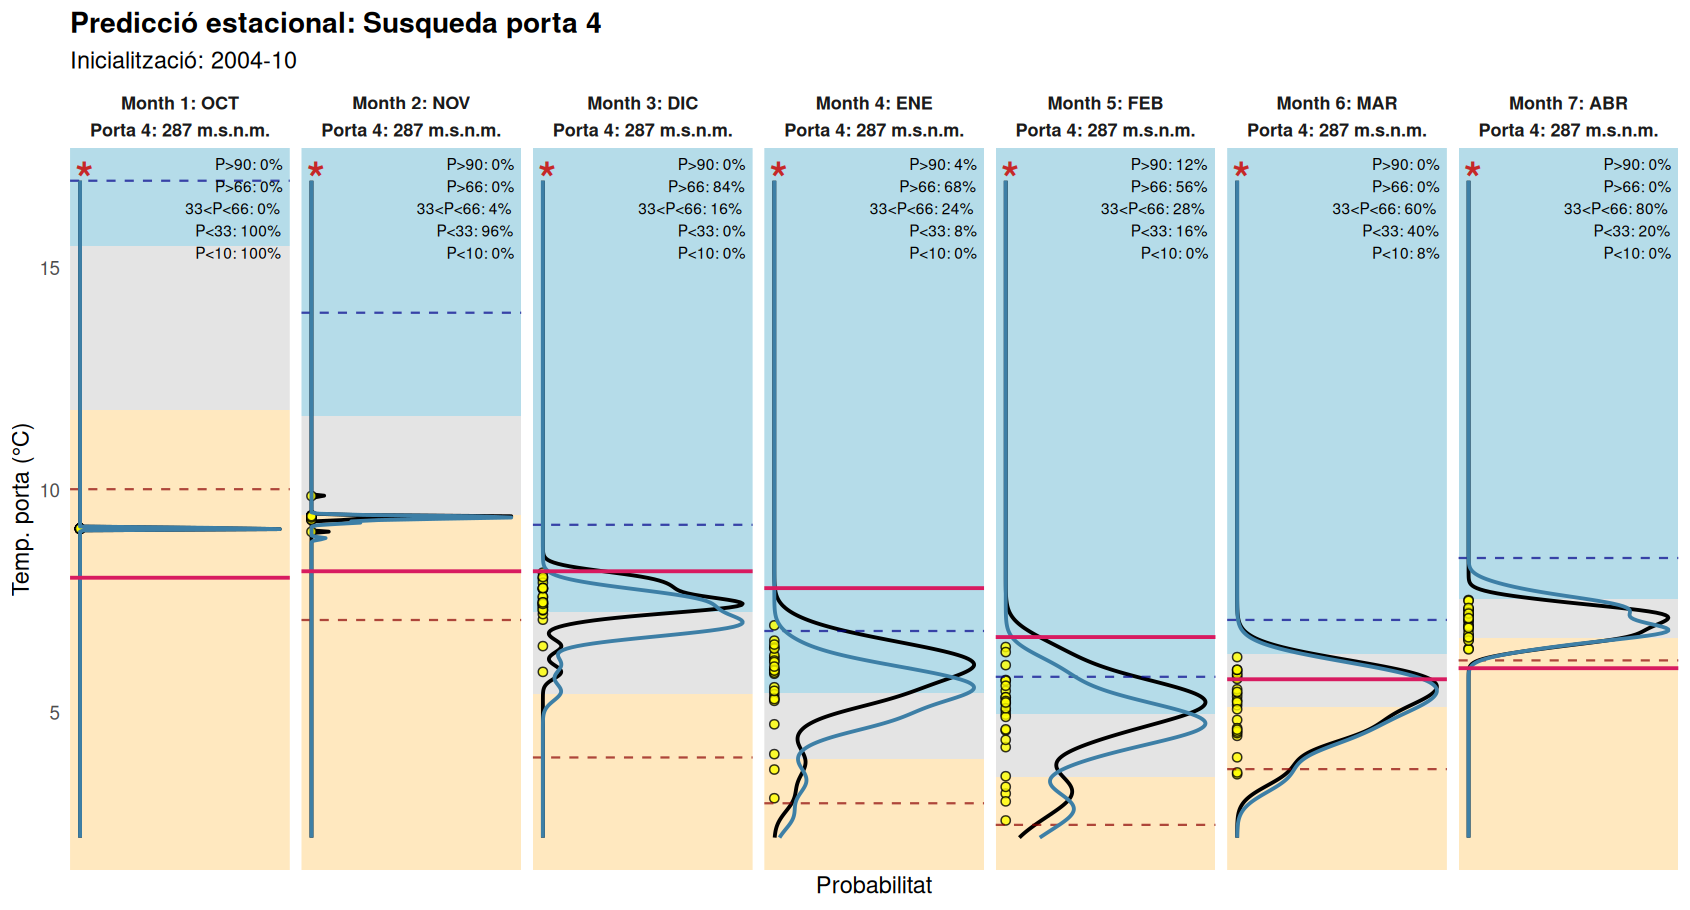 Predicció estacional: Susqueda porta 4
Inicialització: 2004-10
Month 1: OCT
Porta 4: 287 m.s.n.m.
Month 2: NOV
Porta 4: 287 m.s.n.m.
Month 3: DIC
Porta 4: 287 m.s.n.m.
Month 4: ENE
Porta 4: 287 m.s.n.m.
Month 5: FEB
Porta 4: 287 m.s.n.m.
Month 6: MAR
Porta 4: 287 m.s.n.m.
Month 7: ABR
Porta 4: 287 m.s.n.m.
*
P>90: 0%
P>66: 0%
33<P<66: 0%
P<33: 100%
P<10: 100%
*
P>90: 0%
P>66: 0%
33<P<66: 4%
P<33: 96%
P<10: 0%
*
P>90: 0%
P>66: 84%
33<P<66: 16%
P<33: 0%
P<10: 0%
*
P>90: 4%
P>66: 68%
33<P<66: 24%
P<33: 8%
P<10: 0%
*
P>90: 12%
P>66: 56%
33<P<66: 28%
P<33: 16%
P<10: 0%
*
P>90: 0%
P>66: 0%
33<P<66: 60%
P<33: 40%
P<10: 8%
*
P>90: 0%
P>66: 0%
33<P<66: 80%
P<33: 20%
P<10: 0%
15
10
5
Temp. porta (°C)
Probabilitat